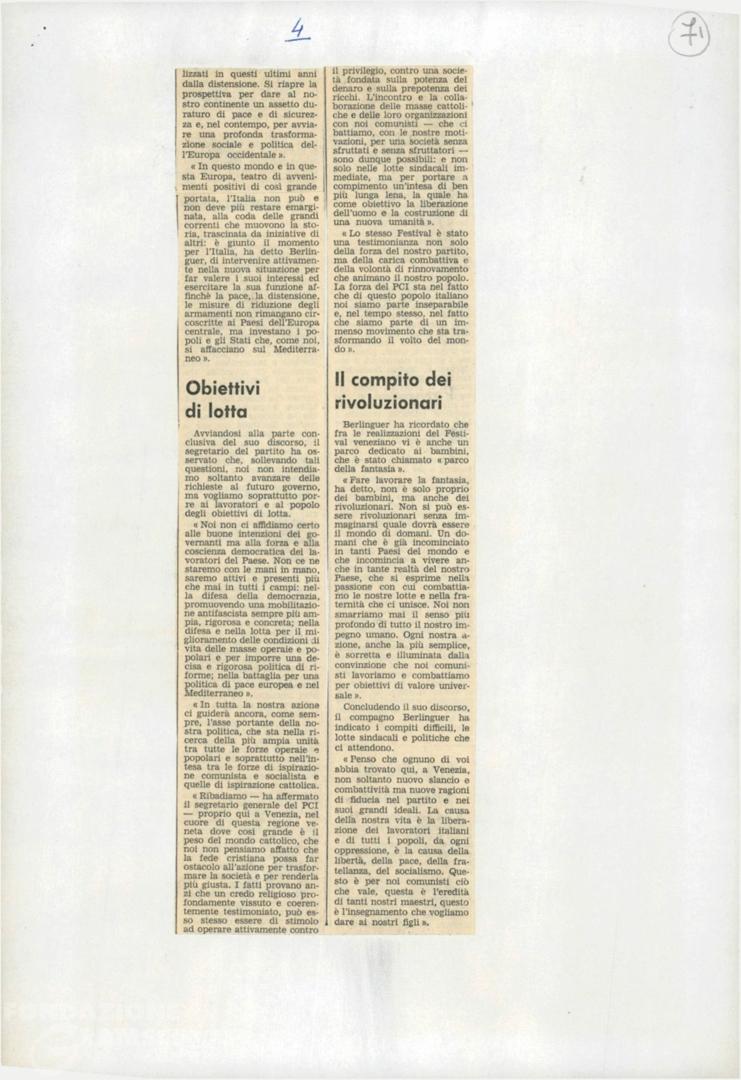 4
71
lizzati in questi ultimi anni
dalla distensione. Si riapre la
prospettiva per dare al no-
stro continente un assetto du-
raturo di pace e di sicurez-
za e, nel contempo, per avvia-
re una profonda trasforma-
zione sociale e politica del-
l'Europa occidentale ».
« In questo mondo e in que-
sta Europa, teatro di avveni-
menti positivi di così grande
portata, l'Italia non può e
non deve più restare emargi-
nata, alla coda delle grandi
correnti che muovono la sto-
ria, trascinata da iniziative di
altri: è giunto il momento
per l'Italia, ha detto Berlin-
guer, di intervenire attivamen-
te nella nuova situazione per
far valere i suoi interessi ed
esercitare la sua funzione af-
finchè la pace, la distensione,
le misure di riduzione degli
armamenti non rimangano cir-
coscritte ai Paesi dell'Europa
centrale, ma investano i po-
poli e gli Stati che, come noi,
si affacciano sul Mediterra-
neo ».
Obiettivi
di lotta
Avviandosi alla parte con-
clusiva del suo discorso, il
segretario del partito ha os-
servato che, sollevando tali
questioni, noi non intendia-
mo soltanto avanzare delle
richieste al futuro governo,
ma vogliamo soprattutto por-
re ai lavoratori e al popolo
degli obiettivi di lotta.
« Noi non ci affidiamo certo
alle buone intenzioni dei go-
vernanti ma alla forza e alla
coscienza democratica dei la-
voratori del Paese. Non ce ne
staremo con le mani in mano,
saremo attivi e presenti più
che mai in tutti i campi: nel-
la difesa della democrazia,
promuovendo una mobilitazio-
ne antifascista sempre più am-
pia, rigorosa e concreta; nella
difesa e nella lotta per il mi-
glioramento delle condizioni di
vita delle masse operaie e po-
polari e per imporre una de-
cisa e rigorosa politica di ri-
forme; nella battaglia per una
politica di pace europea e nel
Mediterraneo ».
« In tutta la nostra azione
ci guiderà ancora, come sem-
pre, l'asse portante della no-
stra politica, che sta nella ri-
cerca della più ampia unità
tra tutte le forze operaie e
popolari e soprattutto nell'in-
tesa tra le forze di ispirazio-
ne comunista e socialista e
quelle di ispirazione cattolica.
« Ribadiamo — ha affermato
il segretario generale del PCI
— proprio qui a Venezia, nel
cuore di questa regione ve-
neta dove così grande è il
peso del mondo cattolico, che
noi non pensiamo affatto che
la fede cristiana possa far
ostacolo all'azione per trasfor-
mare la società e per renderla
più giusta. I fatti provano an-
zi che un credo religioso pro-
fondamente vissuto e coeren-
temente testimoniato, può es-
so stesso essere di stimolo
ad operare attivamente contro
il privilegio, contro una socie-
tà fondata sulla potenza del
denaro e sulla prepotenza dei
ricchi. L'incontro e la colla-
borazione delle masse cattoli-
che e delle loro organizzazioni
con noi comunisti — che ci
battiamo, con le nostre moti-
vazioni, per una società senza
sfruttati e senza sfruttatori —
sono dunque possibili: e non
solo nelle lotte sindacali im-
mediate, ma per portare a
compimento un'intesa di ben
più lunga lena, la quale ha
come obiettivo la liberazione
dell'uomo e la costruzione di
una nuova umanità ».
« Lo stesso Festival è stato
una testimonianza non solo
della forza del nostro partito,
ma della carica combattiva e
della volontà di rinnovamento
che animano il nostro popolo.
La forza del PCI sta nel fatto
che di questo popolo italiano
noi siamo parte inseparabile
e, nel tempo stesso, nel fatto
che siamo parte di un im-
menso movimento che sta tra-
sformando il volto del mon-
do ».
Il compito dei
rivoluzionari
Berlinguer ha ricordato che
fra le realizzazioni del Festi-
val veneziano vi è anche un
parco dedicato ai bambini,
che è stato chiamato « parco
della fantasia ».
« Fare lavorare la fantasia,
ha detto, non è solo proprio
dei bambini, ma anche dei
rivoluzionari. Non si può es-
sere rivoluzionari senza im-
maginarsi quale dovrà essere
il mondo di domani. Un do-
mani che è già incominciato
in tanti Paesi del mondo e
che incomincia a vivere an-
che in tante realtà del nostro
Paese, che si esprime nella
passione con cui combattia-
mo le nostre lotte e nella fra-
ternità che ci unisce. Noi non
smarriamo mai il senso più
profondo di tutto il nostro im-
pegno umano. Ogni nostra a-
zione, anche la più semplice,
è sorretta e illuminata dalla
convinzione che noi comuni-
sti lavoriamo e combattiamo
per obiettivi di valore univer-
sale ».
Concludendo il suo discorso,
il compagno Berlinguer ha
indicato i compiti difficili, le
lotte sindacali e politiche che
ci attendono.
« Penso che ognuno di voi
abbia trovato qui, a Venezia,
non soltanto nuovo slancio e
combattività ma nuove ragioni
di fiducia nel partito e nei
suoi grandi ideali. La causa
della nostra vita è la libera-
zione dei lavoratori italiani
e di tutti i popoli, da ogni
oppressione, è la causa della
libertà, della pace, della fra-
tellanza, del socialismo. Que-
sto è per noi comunisti ciò
che vale, questa è l'eredità
di tanti nostri maestri, questo
è l'insegnamento che vogliamo
dare ai nostri figli ».
FONDAZIONE